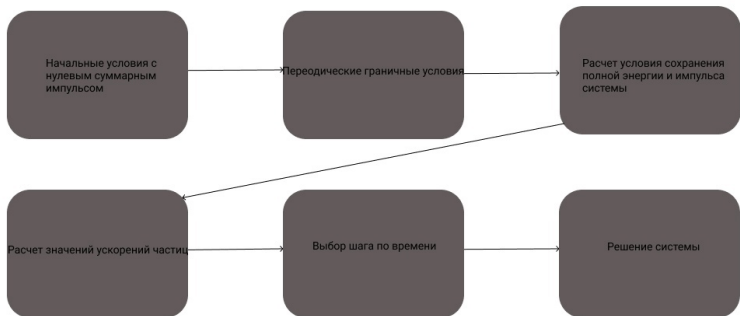 Начальные условия с
нулевым суммарным
импульсом
Переодические граничные условия
Расчет условия сохранения
полной энергии и импульса
системы
Расчет значений ускорений частиц
Выбор шага по времени
Решение системы